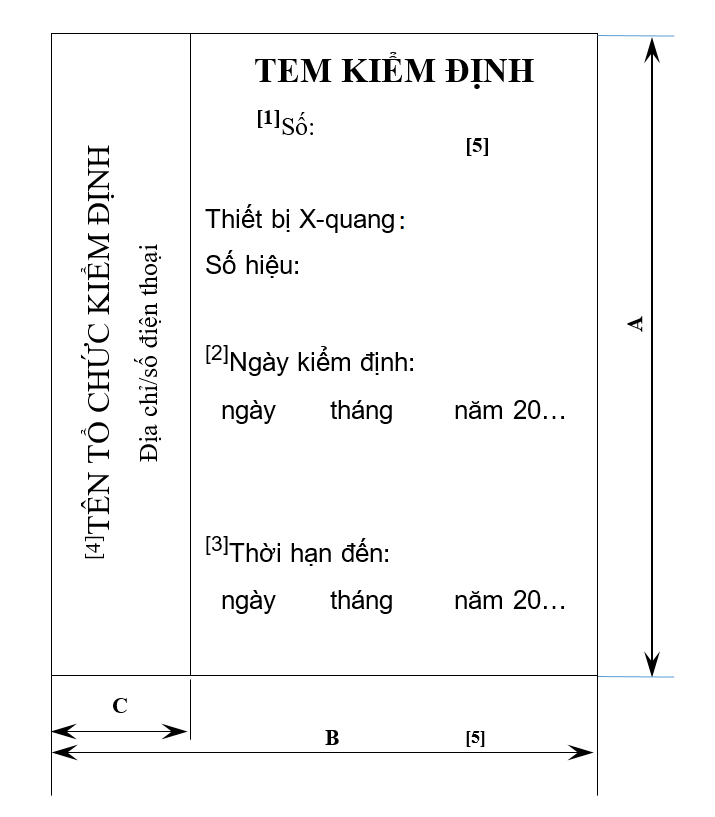 TEM KIỂM ĐỊNH
[1]Số:
[5]
Thiết bị X-quang:
Số hiệu:
[2]Ngày kiểm định:
ngày tháng năm 20…
[3]Thời hạn đến:
ngày tháng năm 20…
[4]TÊN TỔ CHỨC KIỂM ĐỊNH
Địa chỉ/số điện thoại
A
C
B [5]